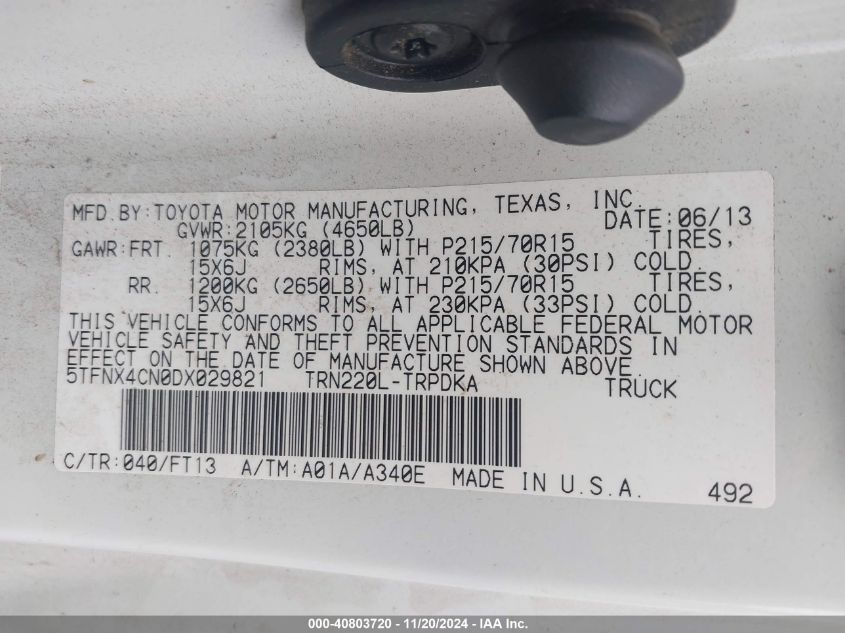 MFD.BY:TOYOTA MOTOR MANUFACTURING, TEXAS, INC.
GVWR:2105KG (4650LB) DATE:06/13
GAWR:FRT. 1075KG (2380LB) WITH P215/70R15 TIRES,
15X6J RIMS, AT 210KPA (30PSI) COLD.
RR. 1200KG (2650LB) WITH P215/70R15 TIRES,
15X6J RIMS, AT 230KPA (33PSI) COLD.
THIS VEHICLE CONFORMS TO ALL APPLICABLE FEDERAL MOTOR
VEHICLE SAFETY AND THEFT PREVENTION STANDARDS IN
EFFECT ON THE DATE OF MANUFACTURE SHOWN ABOVE.
5TFNX4CN0DX029821 TRN220L-TRPDKA TRUCK
C/TR:040/FT13 A/TM:A01A/A340E MADE IN U.S.A. 492
000-40803720 - 11/20/2024 - IAA Inc.